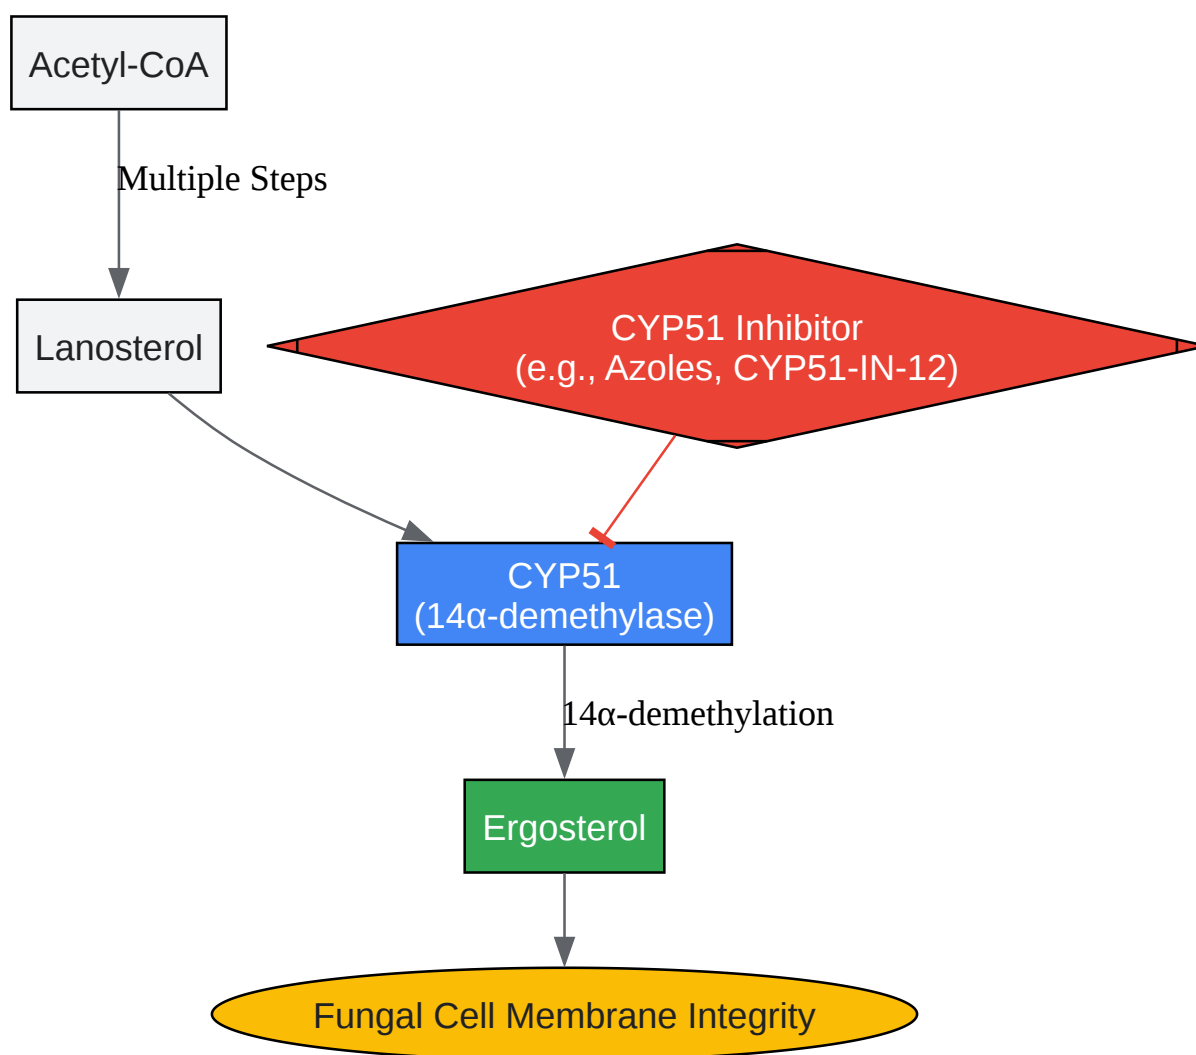 Acetyl-CoA
Multiple Steps
Lanosterol
CYP51 Inhibitor
(e.g., Azoles, CYP51-IN-12)
CYP51
(14α-demethylase)
14α-demethylation
Ergosterol
Fungal Cell Membrane Integrity